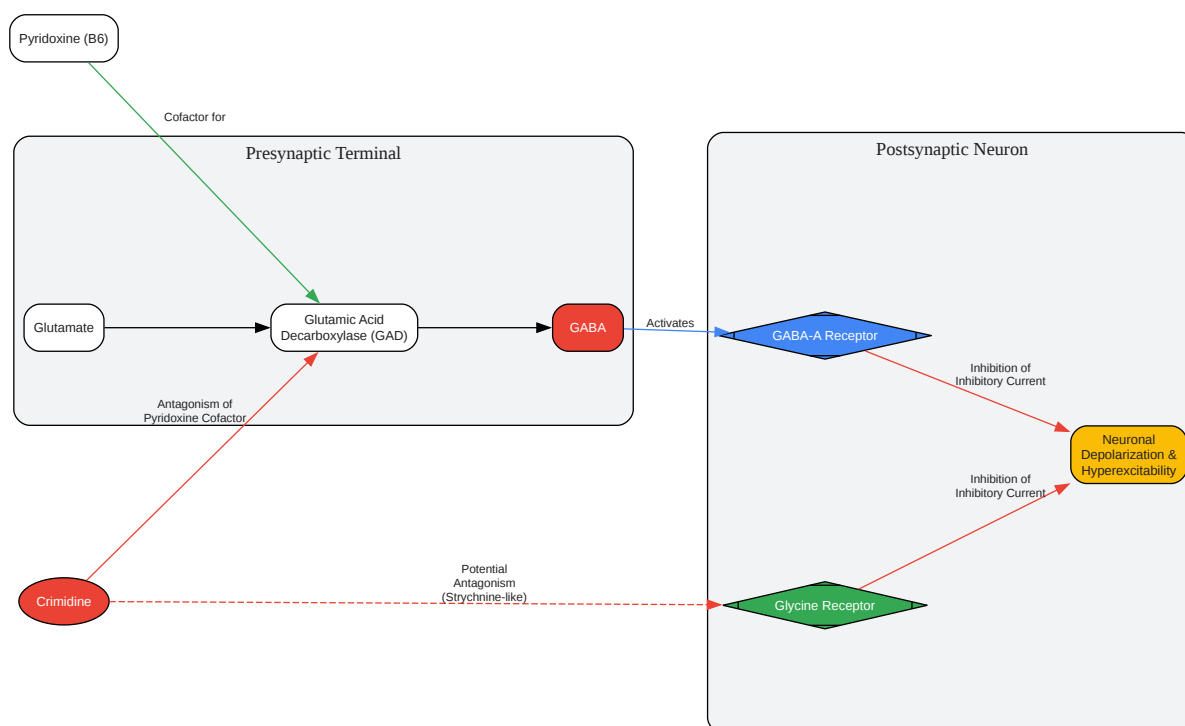 Pyridoxine (B6)
Cofactor for
Presynaptic Terminal
Postsynaptic Neuron
Glutamate
Glutamic Acid
Decarboxylase (GAD)
GABA
Activates
GABA-A Receptor
Inhibition of
Inhibitory Current
Antagonism of
Pyridoxine Cofactor
Neuronal
Depolarization &
Hyperexcitability
Inhibition of
Inhibitory Current
Crimidine
Potential
Antagonism
(Strychnine-like)
Glycine Receptor